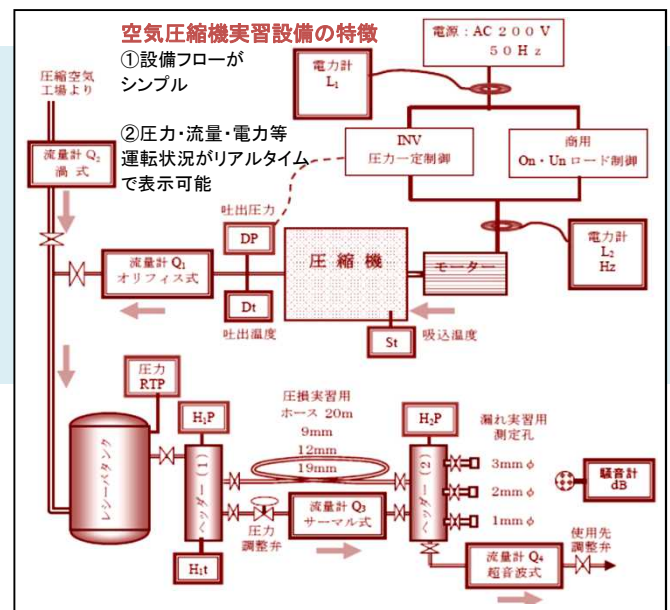 空気圧縮機実習設備の特徴
①設備フローが
シンプル
②圧力・流量・電力等
運転状況がリアルタイム
で表示可能
電源：AC 200V
50Hz
電力計
L₁
圧縮空気
工場より
流量計 Q₂
渦 式
INV
圧力一定制御
商用
On・Unロード制御
吐出圧力
DP
流量計 Q₁
オリフィス式
圧 縮 機
モーター
電力計
L₂
Hz
Dt
吐出温度
St
吸込温度
圧力
RTP
レシーバタンク
H₁P
ヘッダー（1）
H₁t
圧損実習用
ホース 20m
9mm
12mm
19mm
圧力
調整弁
流量計 Q₃
サーマル式
H₂P
ヘッダー（2）
漏れ実習用
測定孔
3mmφ
2mmφ
1mmφ
騒音計
dB
流量計 Q₄
超音波式
使用先
調整弁